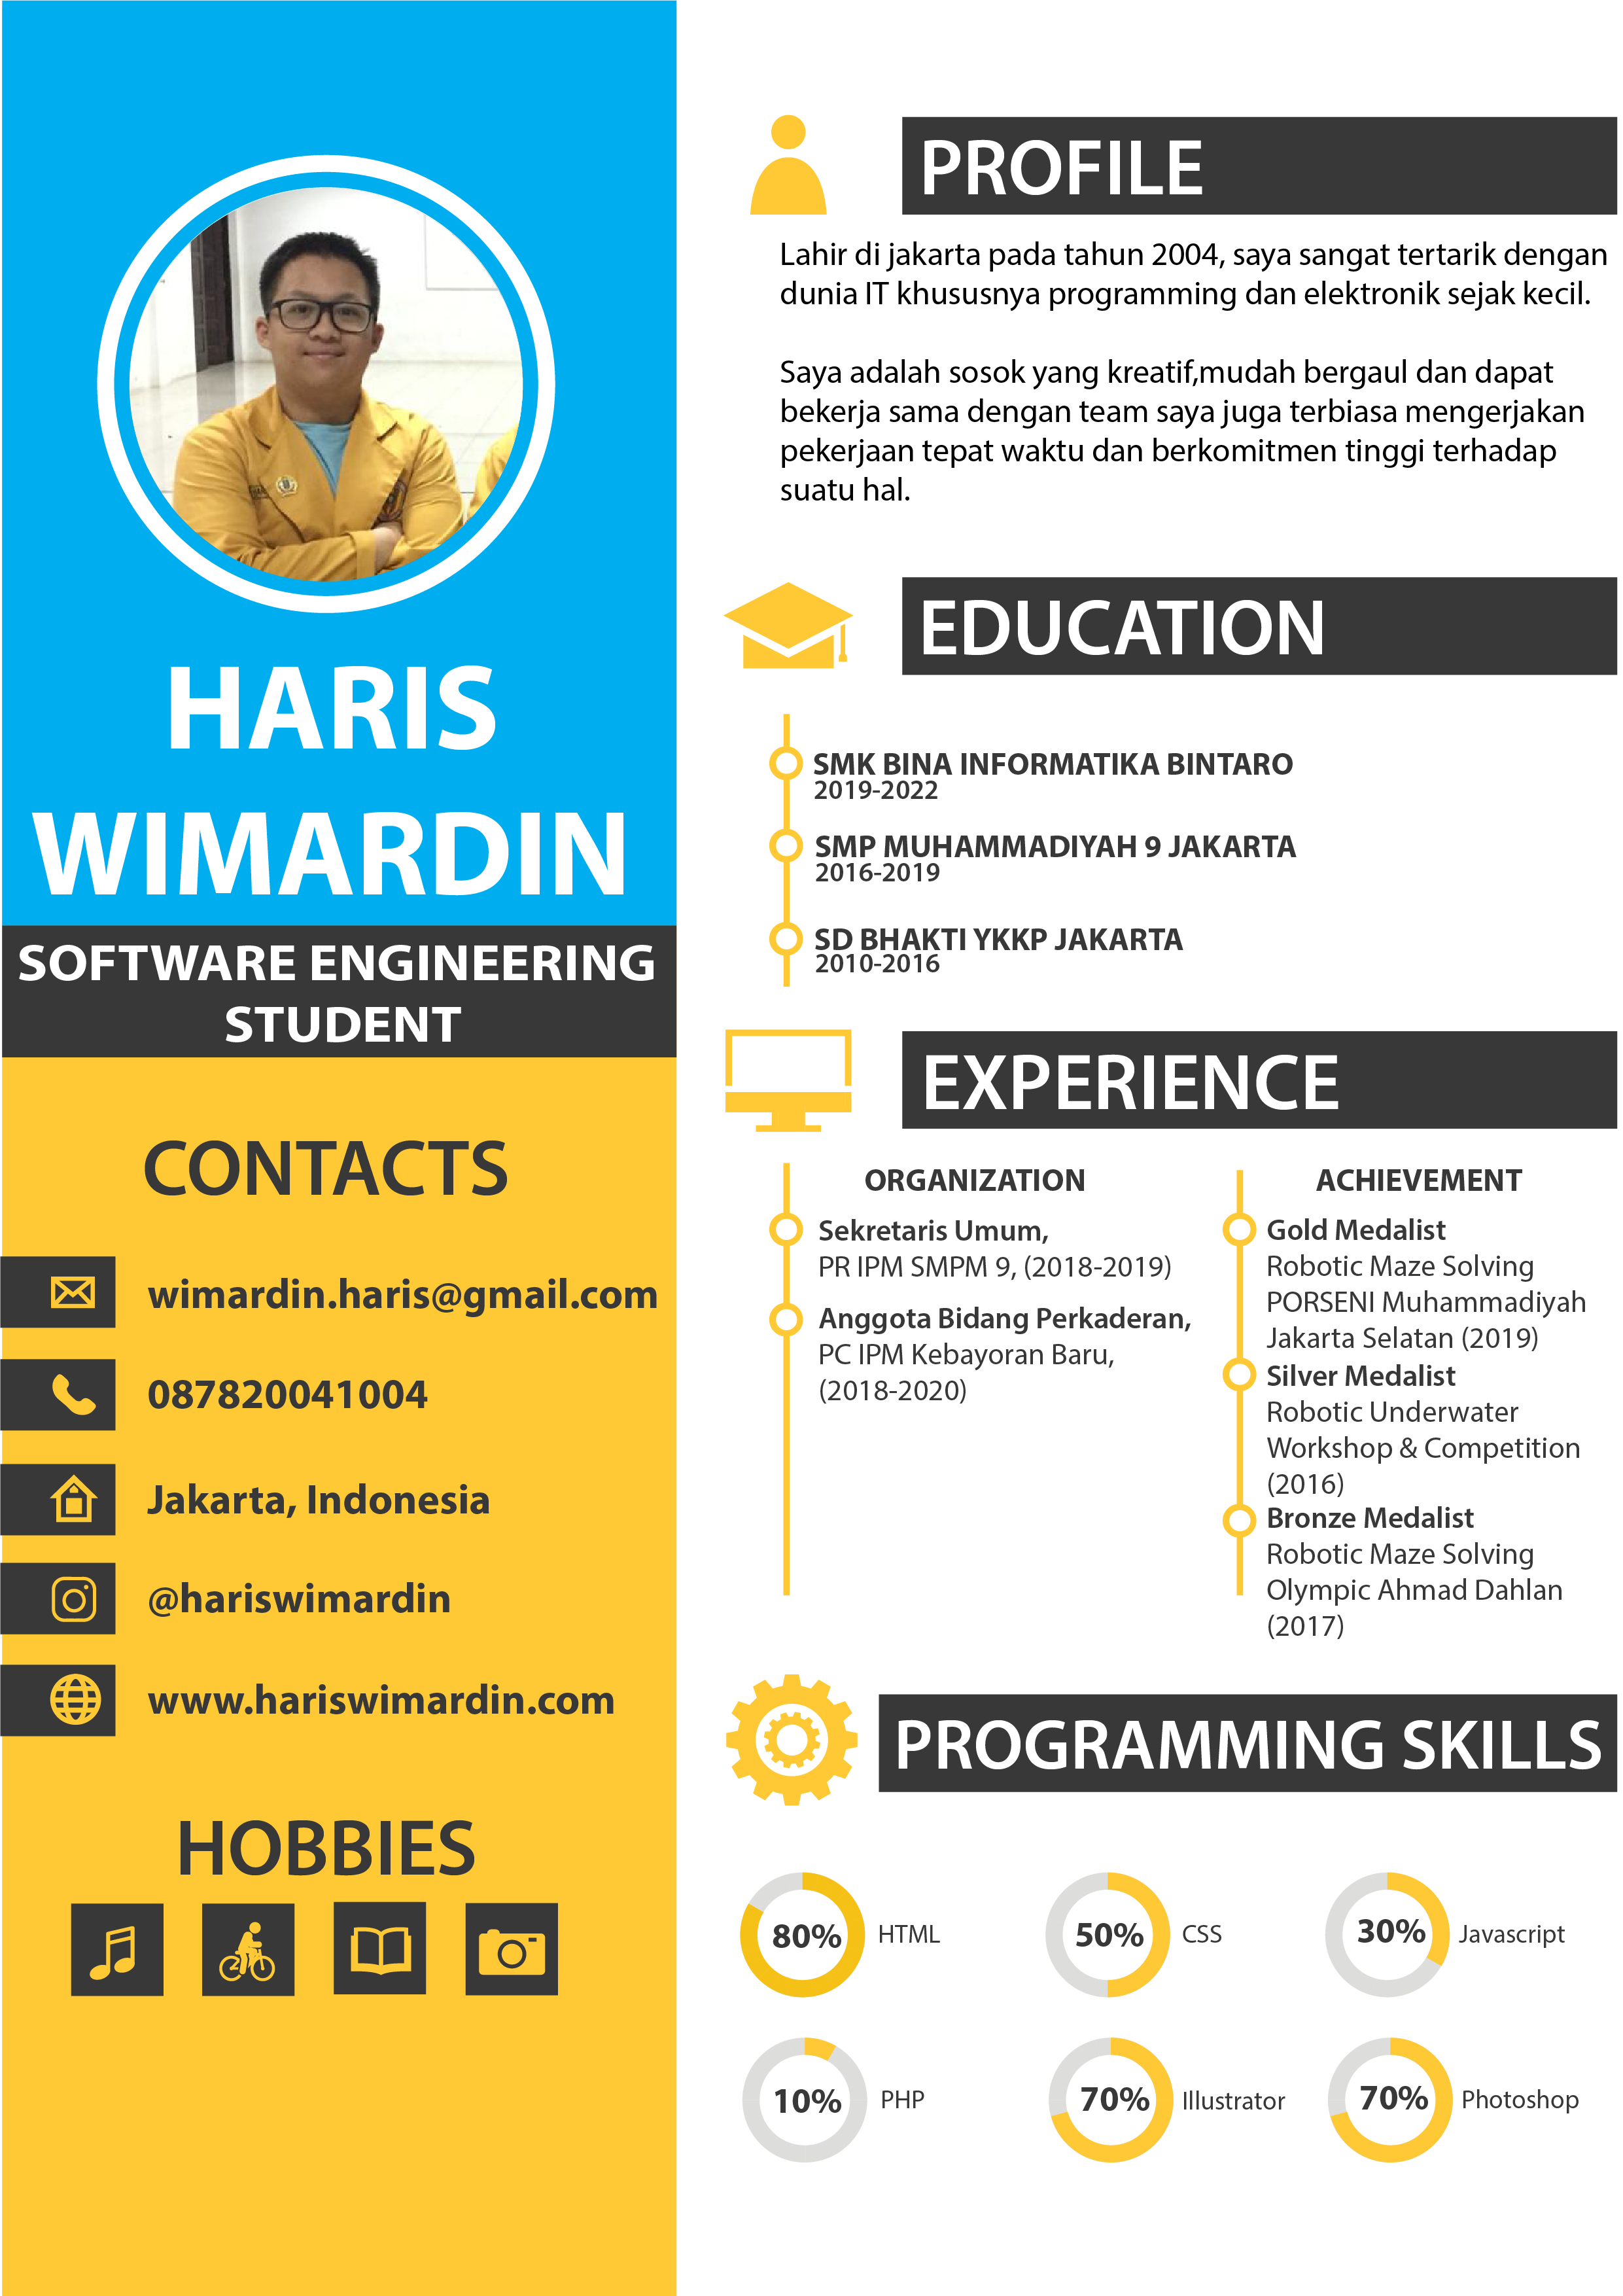 HARIS
WIMARDIN
SOFTWARE ENGINEERING
STUDENT
CONTACTS
wimardin.haris@gmail.com
087820041004
Jakarta, Indonesia
@hariswimardin
www.hariswimardin.com
HOBBIES
PROFILE
Lahir di jakarta pada tahun 2004, saya sangat tertarik dengan
dunia IT khususnya programming dan elektronik sejak kecil.
Saya adalah sosok yang kreatif,mudah bergaul dan dapat
bekerja sama dengan team saya juga terbiasa mengerjakan
pekerjaan tepat waktu dan berkomitmen tinggi terhadap
suatu hal.
EDUCATION
SMK BINA INFORMATIKA BINTARO
2019-2022
SMP MUHAMMADIYAH 9 JAKARTA
2016-2019
SD BHAKTI YKKP JAKARTA
2010-2016
EXPERIENCE
ORGANIZATION
Sekretaris Umum,
PR IPM SMPM 9, (2018-2019)
Anggota Bidang Perkaderan,
PC IPM Kebayoran Baru,
(2018-2020)
ACHIEVEMENT
Gold Medalist
Robotic Maze Solving
PORSENI Muhammadiyah
Jakarta Selatan (2019)
Silver Medalist
Robotic Underwater
Workshop & Competition
(2016)
Bronze Medalist
Robotic Maze Solving
Olympic Ahmad Dahlan
(2017)
PROGRAMMING SKILLS
80% HTML
50% CSS
30% Javascript
10% PHP
70% Illustrator
70% Photoshop